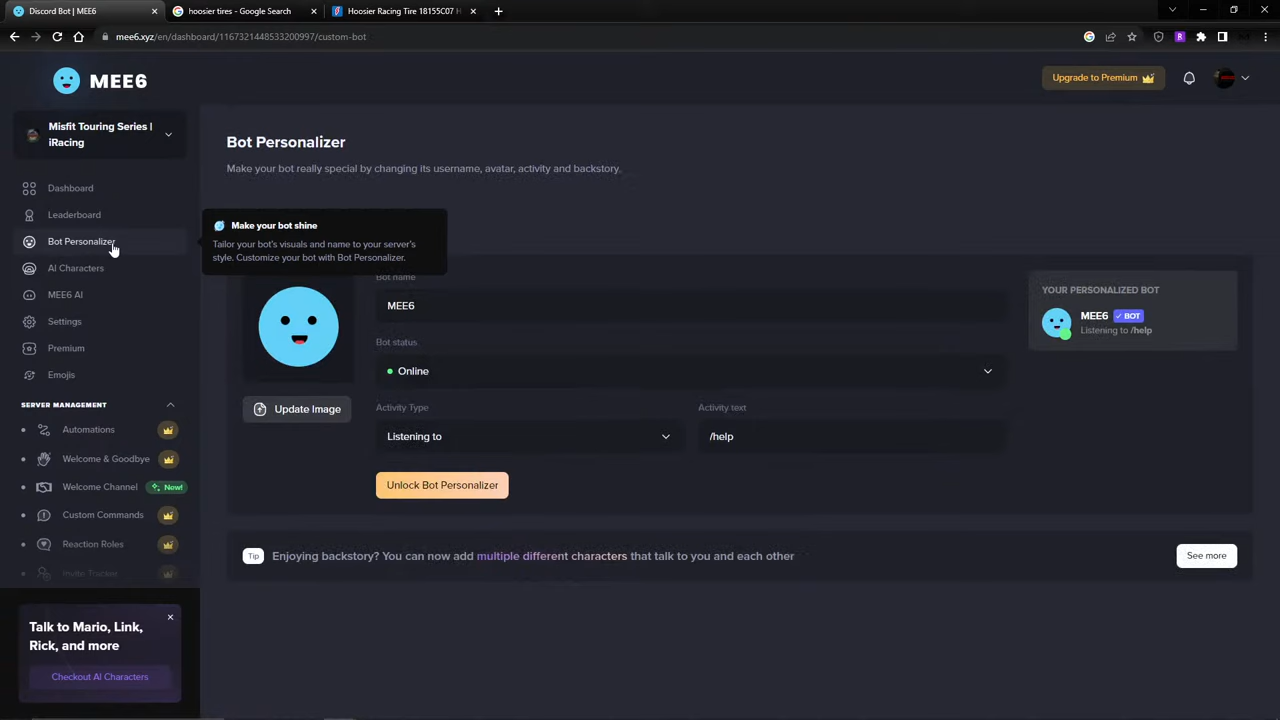 Discord Bot | MEE6
hoosier tires - Google Search
Hoosier Racing Tire 18155C07 H
mee6.xyz/en/dashboard/1167321448533200997/custom-bot
MEE6
Upgrade to Premium
Misfit Touring Series |
iRacing
Dashboard
Leaderboard
Bot Personalizer
AI Characters
MEE6 AI
Settings
Premium
Emojis
SERVER MANAGEMENT
Automations
Welcome & Goodbye
Welcome Channel
New!
Custom Commands
Reaction Roles
Invite Tracker
Talk to Mario, Link,
Rick, and more
Checkout AI Characters
Bot Personalizer
Make your bot really special by changing its username, avatar, activity and backstory.
Make your bot shine
Tailor your bot's visuals and name to your server's
style. Customize your bot with Bot Personalizer.
Bot name
MEE6
Bot status
Online
Update Image
Activity Type
Activity text
Listening to
/help
Unlock Bot Personalizer
YOUR PERSONALIZED BOT
MEE6 ✓ BOT
Listening to /help
Tip
Enjoying backstory? You can now add multiple different characters that talk to you and each other
See more